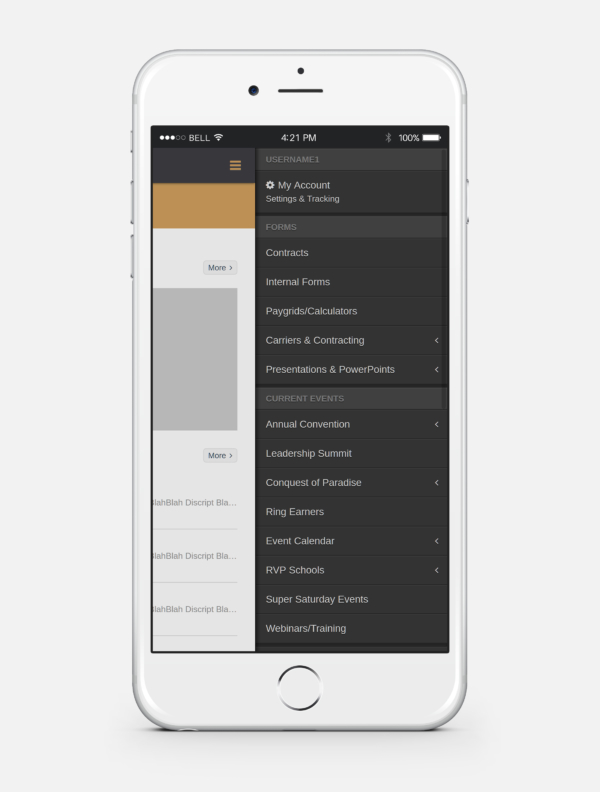 BELL
4:21 PM
100%
USERNAME1
My Account
Settings & Tracking
FORMS
Contracts
More
Internal Forms
Paygrids/Calculators
Carriers & Contracting
Presentations & PowerPoints
CURRENT EVENTS
Annual Convention
More
Leadership Summit
Conquest of Paradise
lahBlah Discript Bla...
Ring Earners
Event Calendar
lahBlah Discript Bla...
RVP Schools
Super Saturday Events
lahBlah Discript Bla...
Webinars/Training